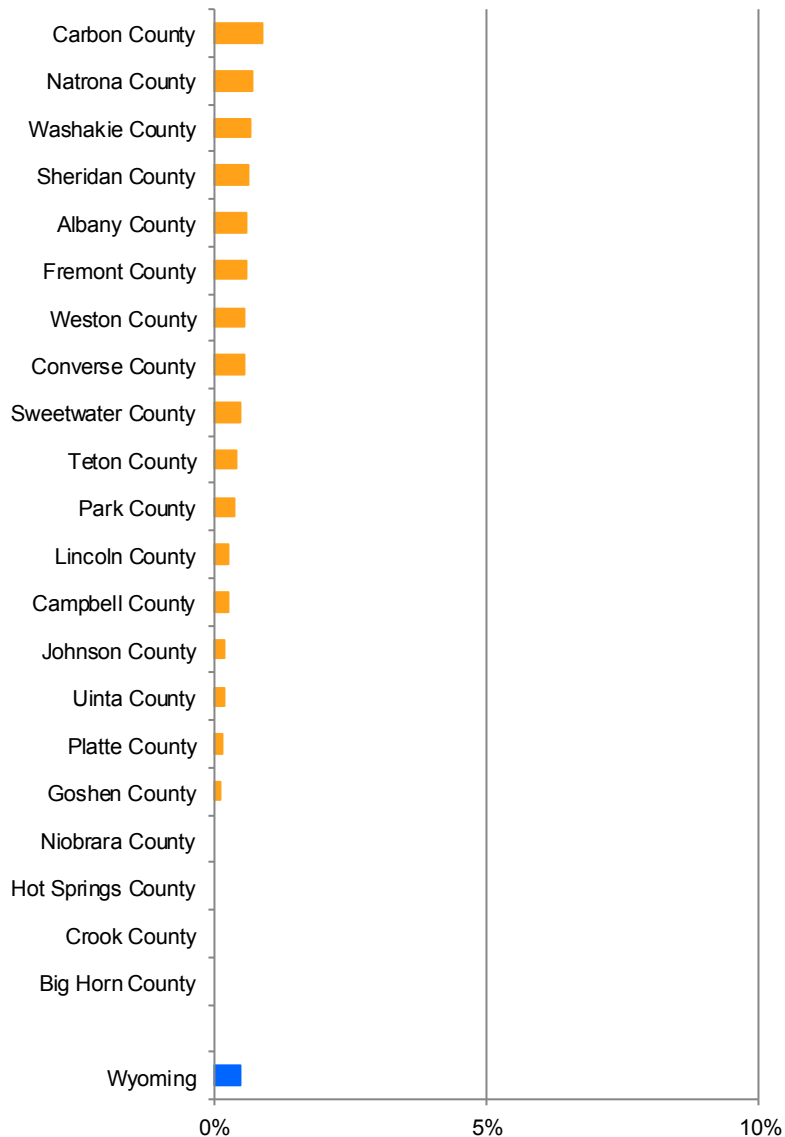 Carbon County
Natrona County
Washakie County
Sheridan County
Albany County
Fremont County
Weston County
Converse County
Sweetwater County
Teton County
Park County
Lincoln County
Campbell County
Johnson County
Uinta County
Platte County
Goshen County
Niobrara County
Hot Springs County
Crook County
Big Horn County
Wyoming
0% 5% 10%